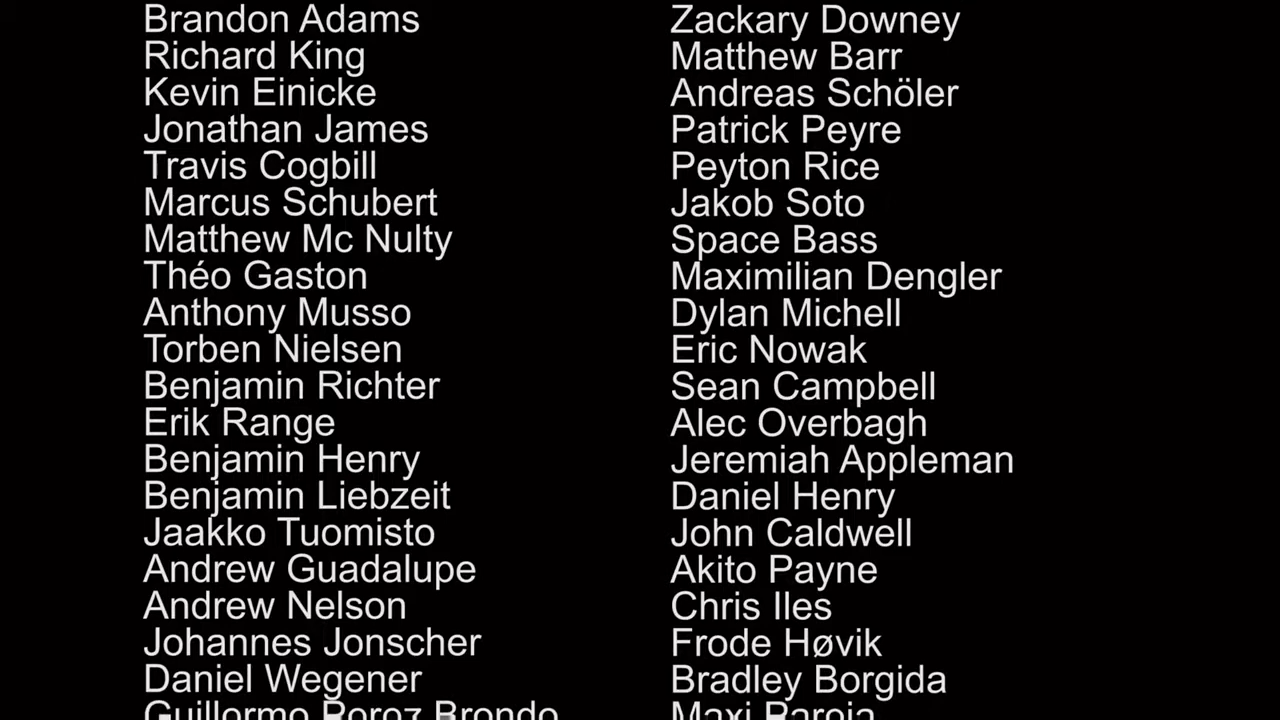 Brandon Adams
Richard King
Kevin Einicke
Jonathan James
Travis Cogbill
Marcus Schubert
Matthew Mc Nulty
Théo Gaston
Anthony Musso
Torben Nielsen
Benjamin Richter
Erik Range
Benjamin Henry
Benjamin Liebzeit
Jaakko Tuomisto
Andrew Guadalupe
Andrew Nelson
Johannes Jonscher
Daniel Wegener
Guillermo Perez Brondo
Zackary Downey
Matthew Barr
Andreas Schöler
Patrick Peyre
Peyton Rice
Jakob Soto
Space Bass
Maximilian Dengler
Dylan Michell
Eric Nowak
Sean Campbell
Alec Overbagh
Jeremiah Appleman
Daniel Henry
John Caldwell
Akito Payne
Chris Iles
Frode Høvik
Bradley Borgida
Maxi